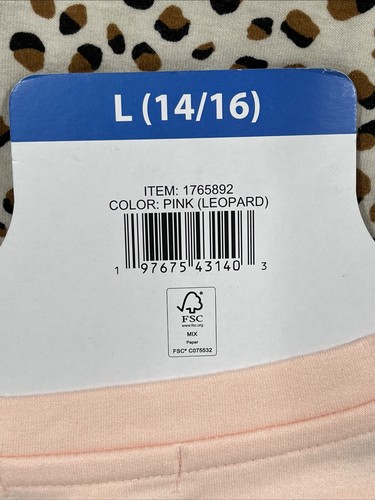 L (14/16)
ITEM: 1765892
COLOR: PINK (LEOPARD)
1 97675 43140 3
FSC
www.fsc.org
MIX
Paper
FSC® C075532